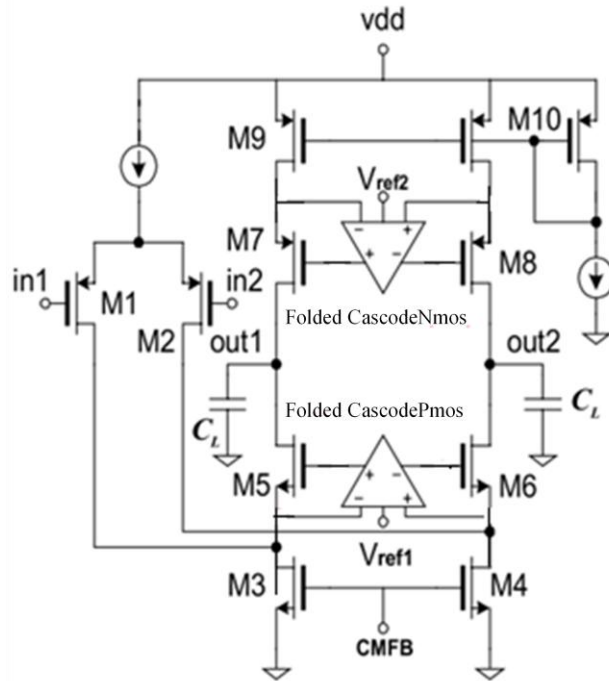 vdd
M9
M10
Vref2
M7
M8
in1
M1
in2
M2
out1
Folded CascodeNmos
out2
Folded CascodePmos
CL
CL
M5
M6
Vref1
M3
M4
CMFB